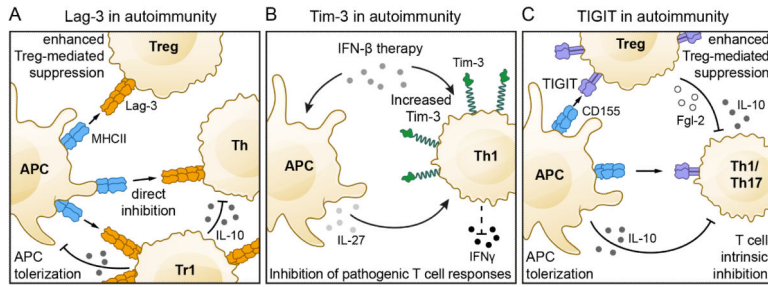 A Lag-3 in autoimmunity
enhanced
Treg-mediated
suppression
Treg
Lag-3
MHCII
APC
Th
direct
inhibition
IL-10
APC
tolerization
Tr1
B Tim-3 in autoimmunity
IFN-β therapy
Tim-3
Increased
Tim-3
APC
Th1
IL-27
IFNγ
Inhibition of pathogenic T cell responses
C TIGIT in autoimmunity
Treg
enhanced
Treg-mediated
suppression
TIGIT
CD155
Fgl-2
IL-10
APC
Th1/
Th17
IL-10
APC
tolerization
T cell
intrinsic
inhibition